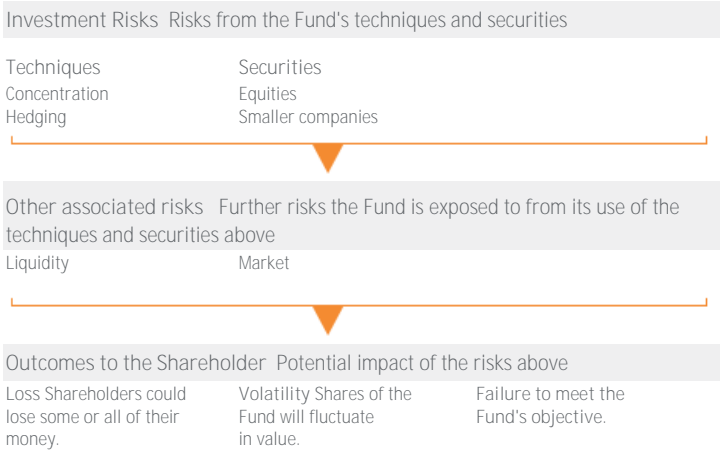 Investment Risks Risks from the Fund's techniques and securities
Techniques Securities
Concentration Equities
Hedging Smaller companies
Other associated risks Further risks the Fund is exposed to from its use of the
techniques and securities above
Liquidity Market
Outcomes to the Shareholder Potential impact of the risks above
Loss Shareholders could
lose some or all of their
money.
Volatility Shares of the
Fund will fluctuate
in value.
Failure to meet the
Fund's objective.